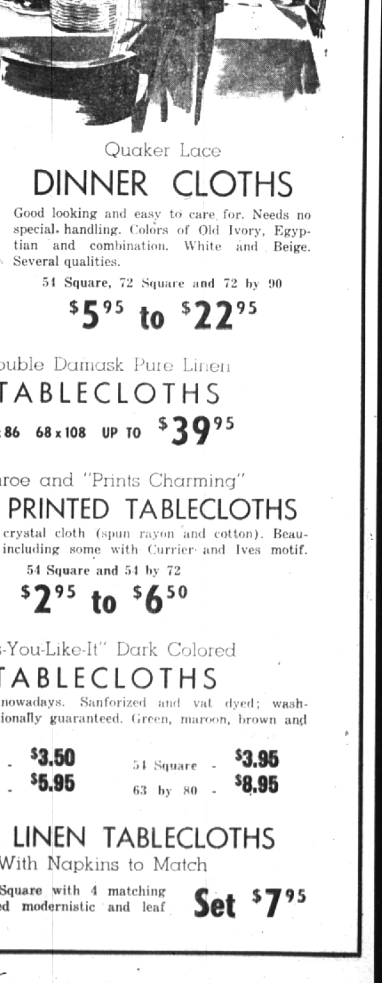 Quaker Lace
DINNER CLOTHS
Good looking and easy to care for. Needs no
special handling. Colors of Old Ivory, Egyp-
tian and combination. White and Beige.
Several qualities.
54 Square, 72 Square and 72 by 90
$5.95 to $22.95
ouble Damask Pure Linen
TABLECLOTHS
x 86 68 x 108 UP TO $39.95
roe and "Prints Charming"
PRINTED TABLECLOTHS
crystal cloth (spun rayon and cotton). Beau-
including some with Currier and Ives motif.
54 Square and 54 by 72
$2.95 to $6.50
s-You-Like-It" Dark Colored
TABLECLOTHS
nowadays. Sanforized and vat dyed; wash-
ionally guaranteed. Green, maroon, brown and
- $3.50 54 Square - $3.95
- $5.95 63 by 80 - $8.95
LINEN TABLECLOTHS
With Napkins to Match
Square with 4 matching
ed modernistic and leaf
Set $7.95